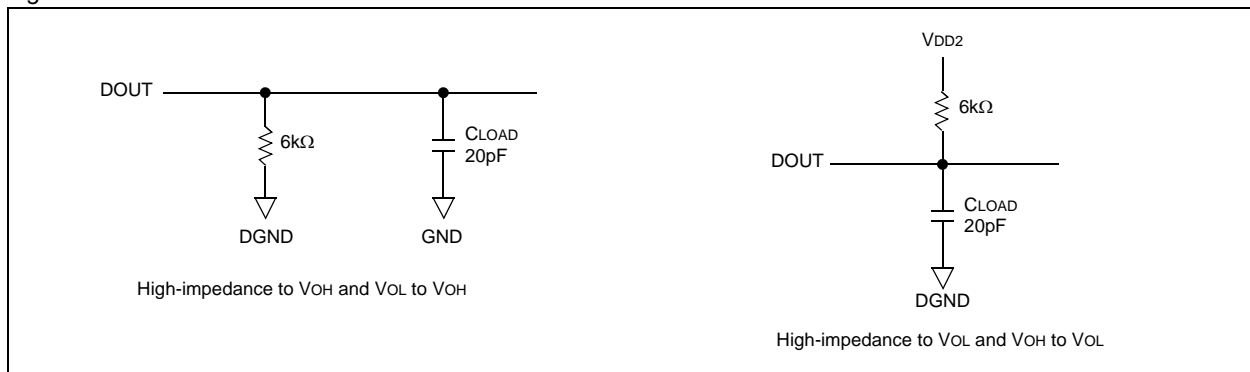 DOUT
6kΩ
CLOAD
20pF
DGND
GND
High-impedance to VOH and VOL to VOH
VDD2
6kΩ
DOUT
CLOAD
20pF
DGND
High-impedance to VOL and VOH to VOL